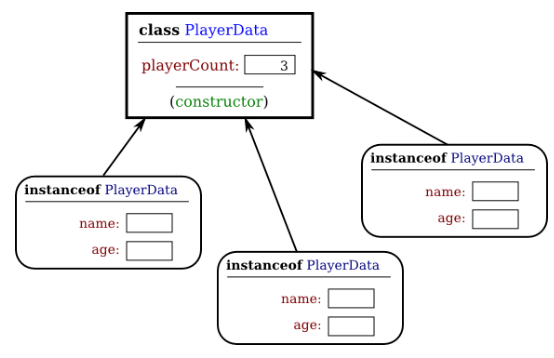 class PlayerData
playerCount: 3
(constructor)
instanceof PlayerData
name:
age:
instanceof PlayerData
name:
age:
instanceof PlayerData
name:
age: